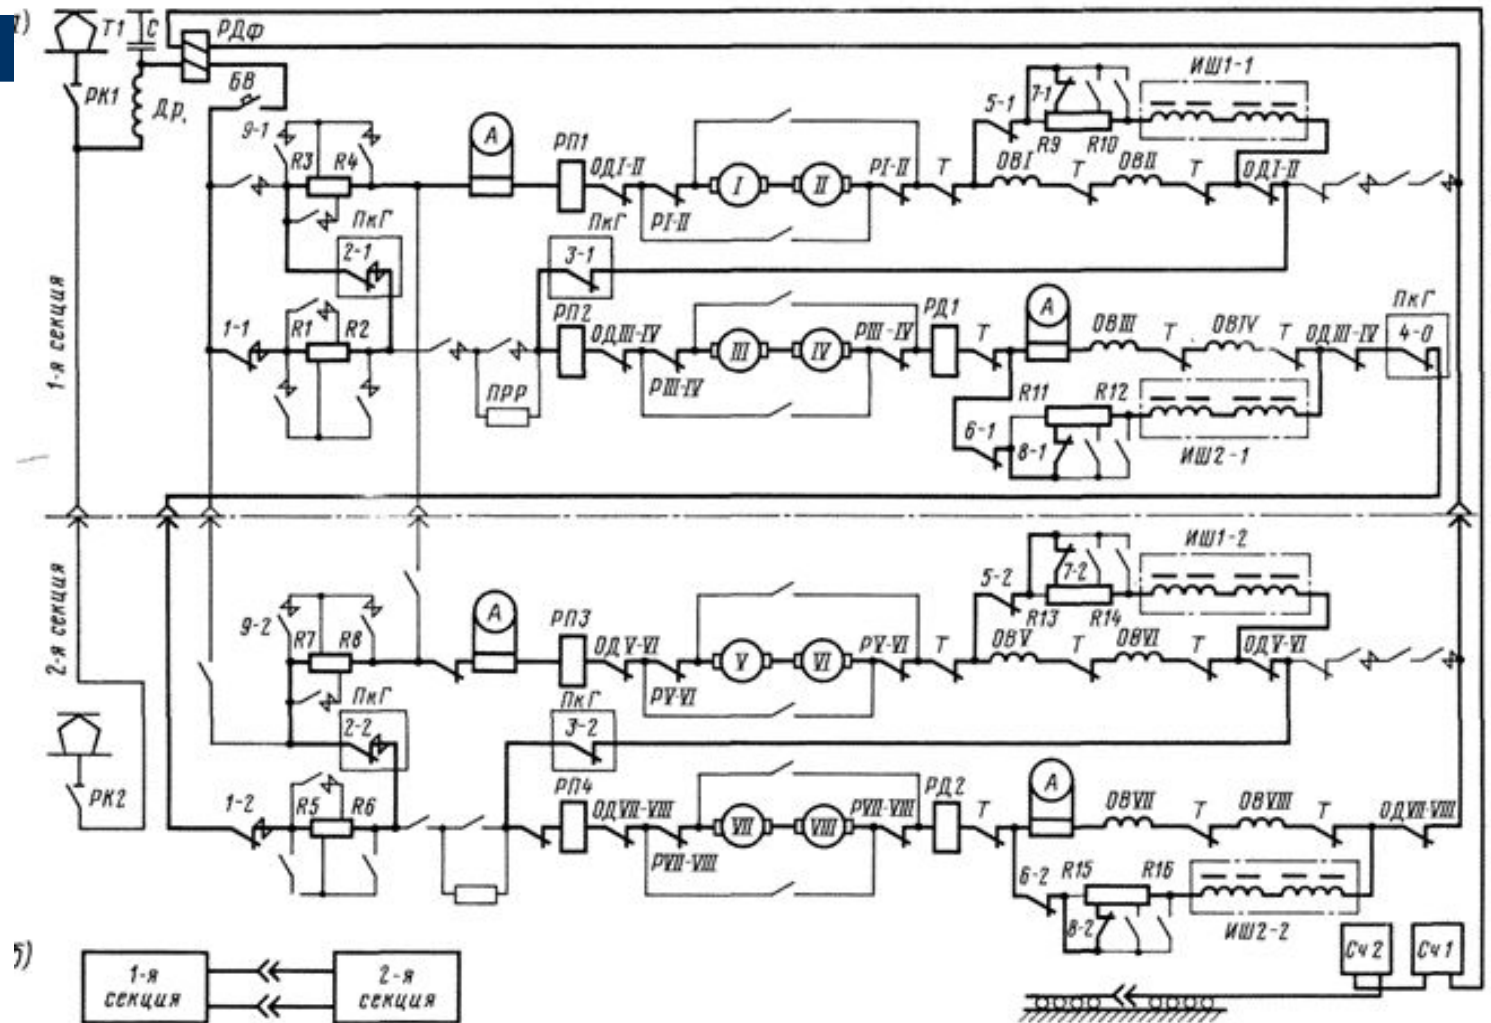 Т1 С РДФ
БВ
РК1 Др.
9-1 R3 R4
А
РП1 ОДI-II
I II
РI-II Т
РI-II
5-1 7-1 R9 R10
ИШ1-1
ОВI Т ОВII Т ОДI-II
ПкГ
2-1
ПкГ
3-1
1-я секция
1-1 R1 R2
ПРР
РП2 ОДIII-IV
РIII-IV
III IV
РIII-IV РД1 Т
А
ОВIII Т ОВIV Т ОДIII-IV
ПкГ
4-0
R11 R12
6-1 8-1
ИШ2-1
2-я секция
9-2 R7 R8
А
РП3 ОДV-VI
РV-VI
V VI
РV-VI Т
5-2 7-2
R13 R14
ИШ1-2
ОВV Т ОВVI Т ОДV-VI
ПкГ
2-2
ПкГ
3-2
РК2
1-2 R5 R6
РП4 ОДVII-VIII
РVII-VIII
VII VIII
РVII-VIII РД2 Т
А
ОВVII Т ОВVIII Т ОДVII-VIII
6-2 R15 R16
8-2
ИШ2-2
б)
1-я секция
2-я секция
Сч2 Сч1